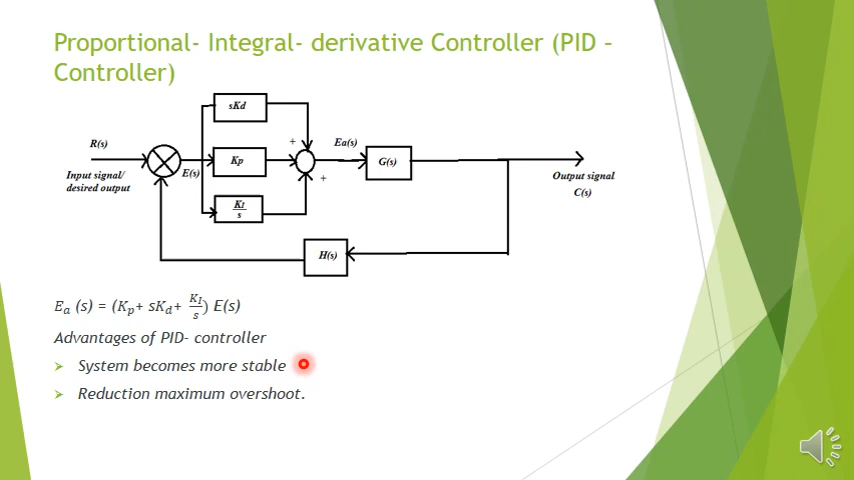 Proportional- Integral- derivative Controller (PID –
Controller)
sKd
R(s)
+
Ea(s)
Input signal/
desired output
E(s)
Kp
G(s)
+
Output signal
C(s)
K_I/s
H(s)
E_a (s) = (K_p+ sK_d+ K_I/s) E(s)
Advantages of PID- controller
System becomes more stable
Reduction maximum overshoot.